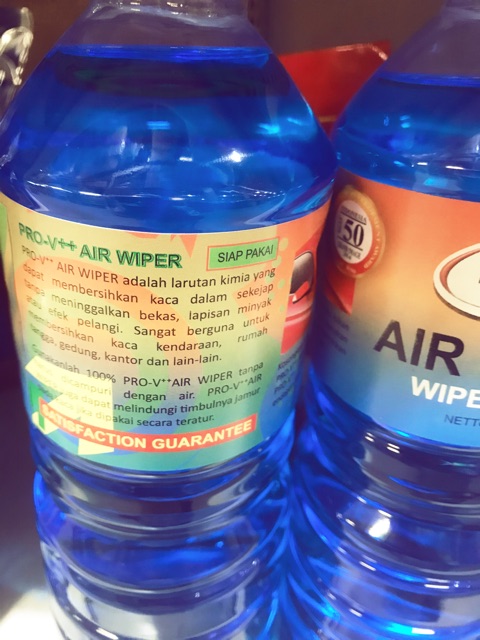 PRO-V++ AIR WIPER
SIAP PAKAI
PRO-V++ AIR WIPER adalah larutan kimia yang
dapat membersihkan kaca dalam sekejap
tanpa meninggalkan bekas, lapisan minyak
atau efek pelangi. Sangat berguna untuk
membersihkan kaca kendaraan, rumah
tangga, gedung, kantor dan lain-lain.
Gunakanlah 100% PRO-V++AIR WIPER tanpa
dicampuri dengan air. PRO-V++AIR
juga dapat melindungi timbulnya jamur
jika dipakai secara teratur.
SATISFACTION GUARANTEE
150
AIR
WIPE
NETTO